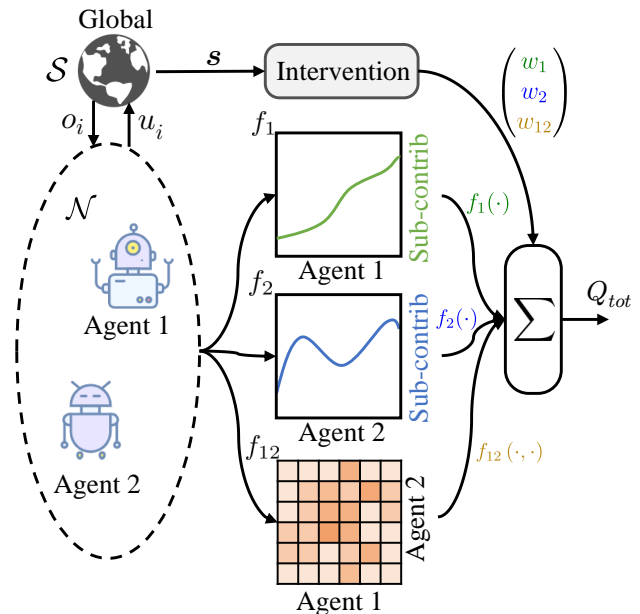 Global
𝒮
s
Intervention
w₁
w₂
w₁₂
oᵢ
uᵢ
𝒩
Agent 1
Agent 2
f₁
Sub-contrib
Agent 1
f₁(·)
f₂
Sub-contrib
Agent 2
f₂(·)
f₁₂
Agent 2
Agent 1
f₁₂(·,·)
Σ
Qₜₒₜ